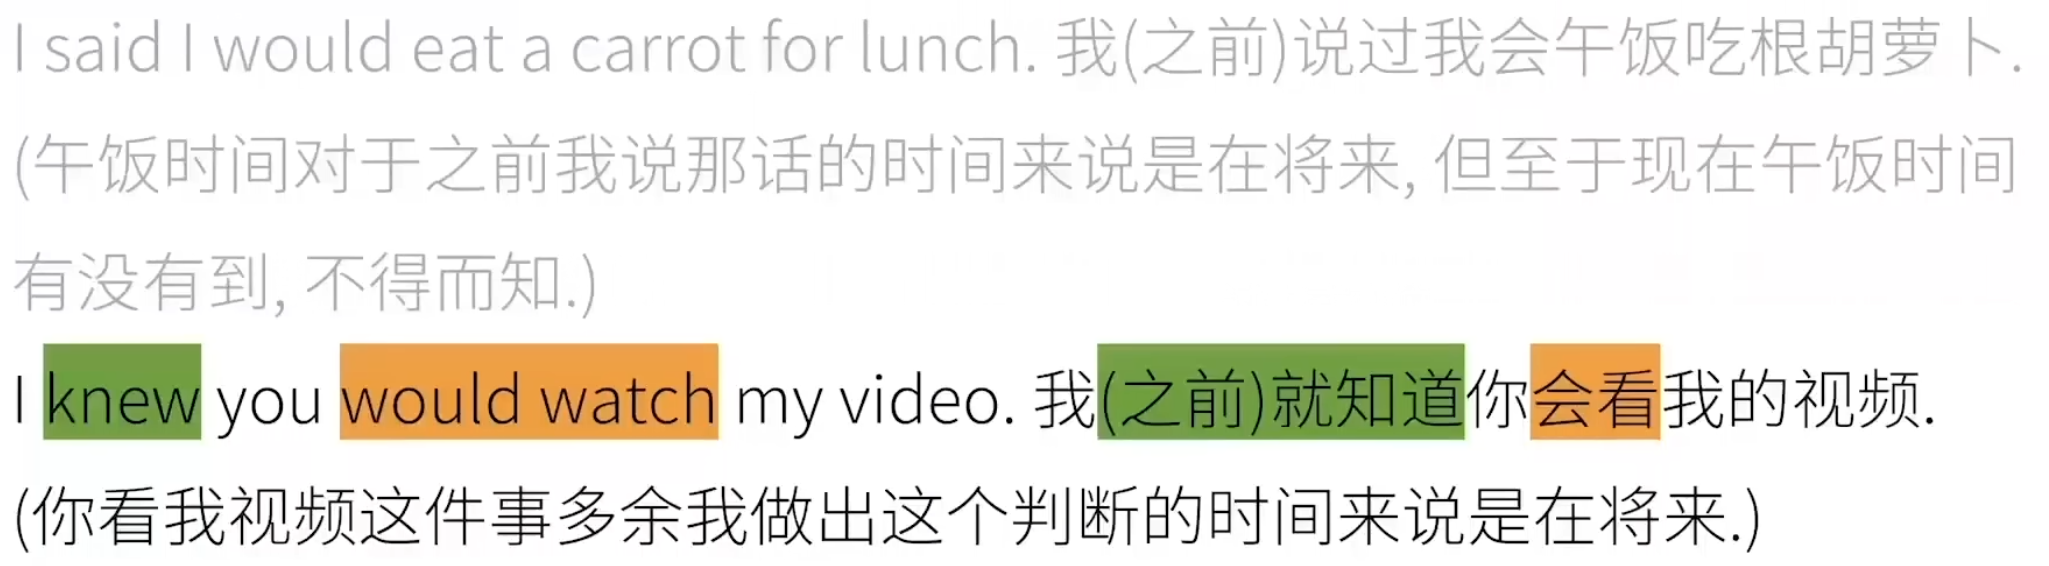 I said I would eat a carrot for lunch. 我(之前)说过我会午饭吃根胡萝卜.
(午饭时间对于之前我说那话的时间来说是在将来, 但至于现在午饭时间
有没有到, 不得而知.)
I knew you would watch my video. 我(之前)就知道你会看我的视频.
(你看我视频这件事多余我做出这个判断的时间来说是在将来.)